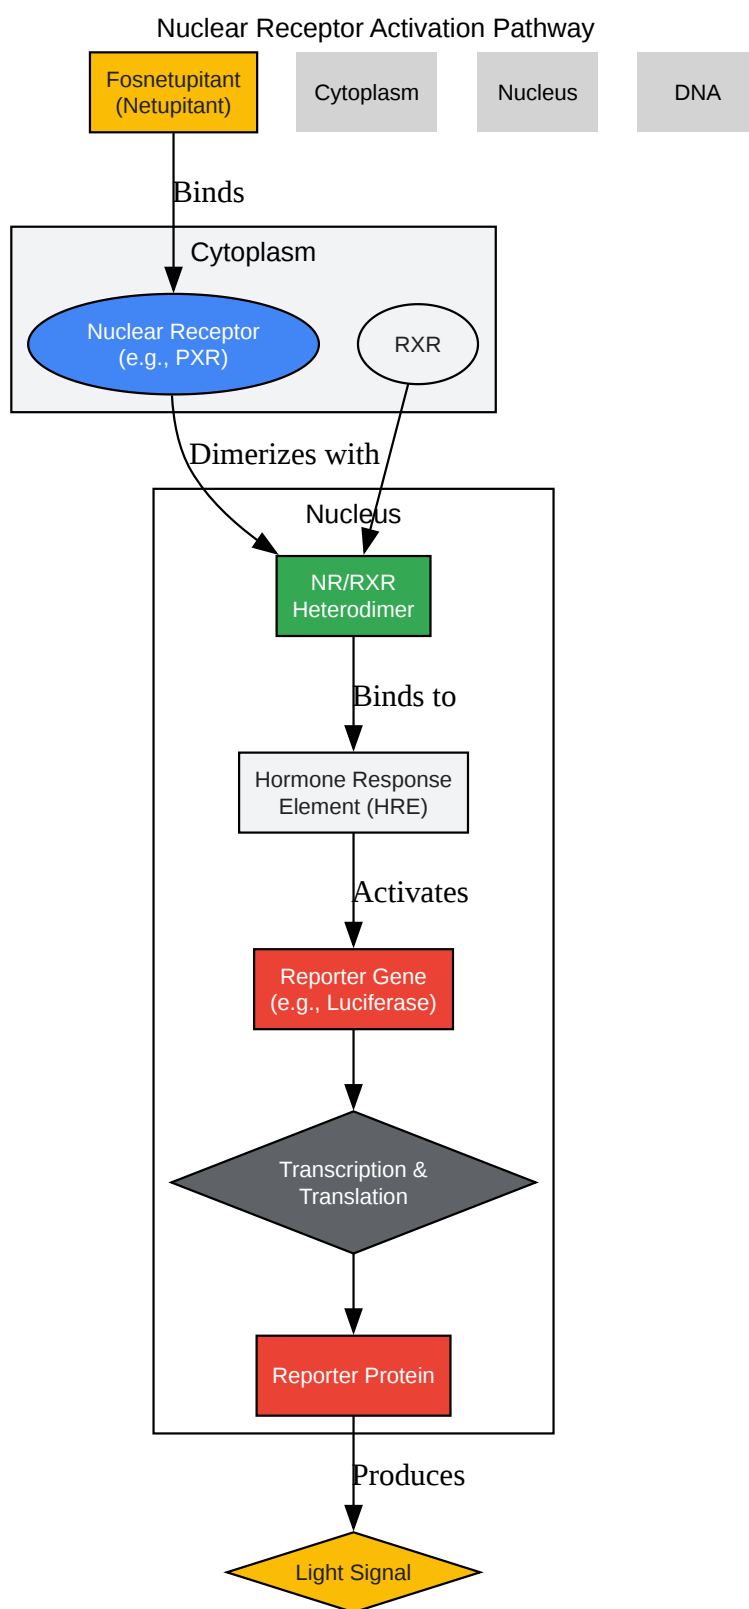 Nuclear Receptor Activation Pathway
Fosnetupitant
(Netupitant)
Cytoplasm
Nucleus
DNA
Binds
Cytoplasm
Nuclear Receptor
(e.g., PXR)
RXR
Dimerizes with
Nucleus
NR/RXR
Heterodimer
Binds to
Hormone Response
Element (HRE)
Activates
Reporter Gene
(e.g., Luciferase)
Transcription &
Translation
Reporter Protein
Produces
Light Signal